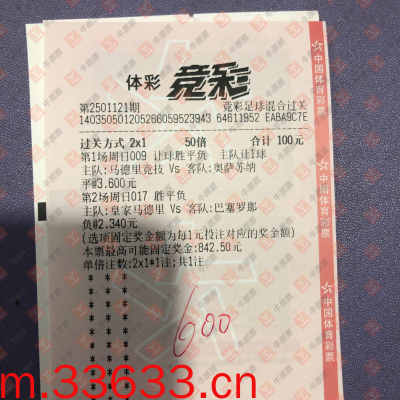 体彩 竞彩
第2501121期 竞彩足球混合过关
140350501205266059523943 64611952 EABA9C7E
过关方式 2x1 50倍 合计 100元
第1场周日009 让球胜平负 主队让1球
主队:马德里竞技 Vs 客队:奥萨苏纳
平@3.600元
第2场周日017 胜平负
主队:皇家马德里 Vs 客队:巴塞罗那
负@2.340元
(选项固定奖金额为每1元投注对应的奖金额)
本票最高可能固定奖金:842.50元
单倍注数:2x1*1注;共1注
600
中国体育彩票
中国体育彩票
中国体育彩票
m.33633.cn